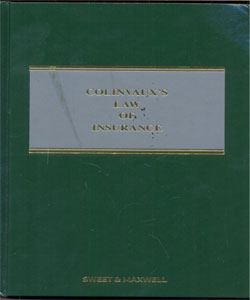 COLINVAUX'S
LAW
OF
INSURANCE
SWEET & MAXWELL